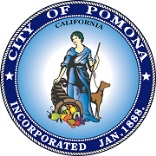 CITY OF POMONA
CALIFORNIA
INCORPORATED JAN. 1888.